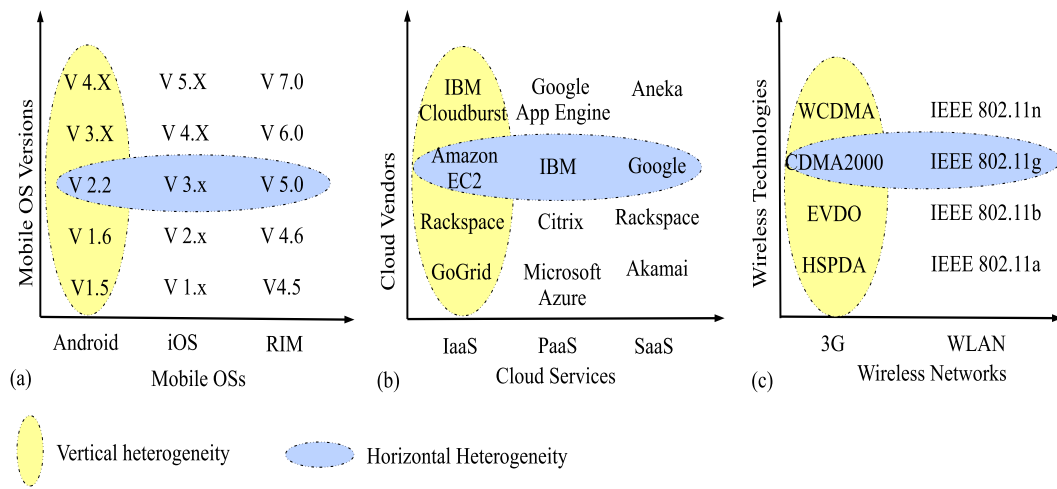 Mobile OS Versions
V 4.X V 5.X V 7.0
V 3.X V 4.X V 6.0
V 2.2 V 3.x V 5.0
V 1.6 V 2.x V 4.6
V1.5 V 1.x V4.5
Android iOS RIM
(a) Mobile OSs
Cloud Vendors
IBM Google Aneka
Cloudburst App Engine
Amazon IBM Google
EC2
Rackspace Citrix Rackspace
GoGrid Microsoft Akamai
Azure
IaaS PaaS SaaS
(b) Cloud Services
Wireless Technologies
WCDMA IEEE 802.11n
CDMA2000 IEEE 802.11g
EVDO IEEE 802.11b
HSPDA IEEE 802.11a
3G WLAN
(c) Wireless Networks
Vertical heterogeneity Horizontal Heterogeneity